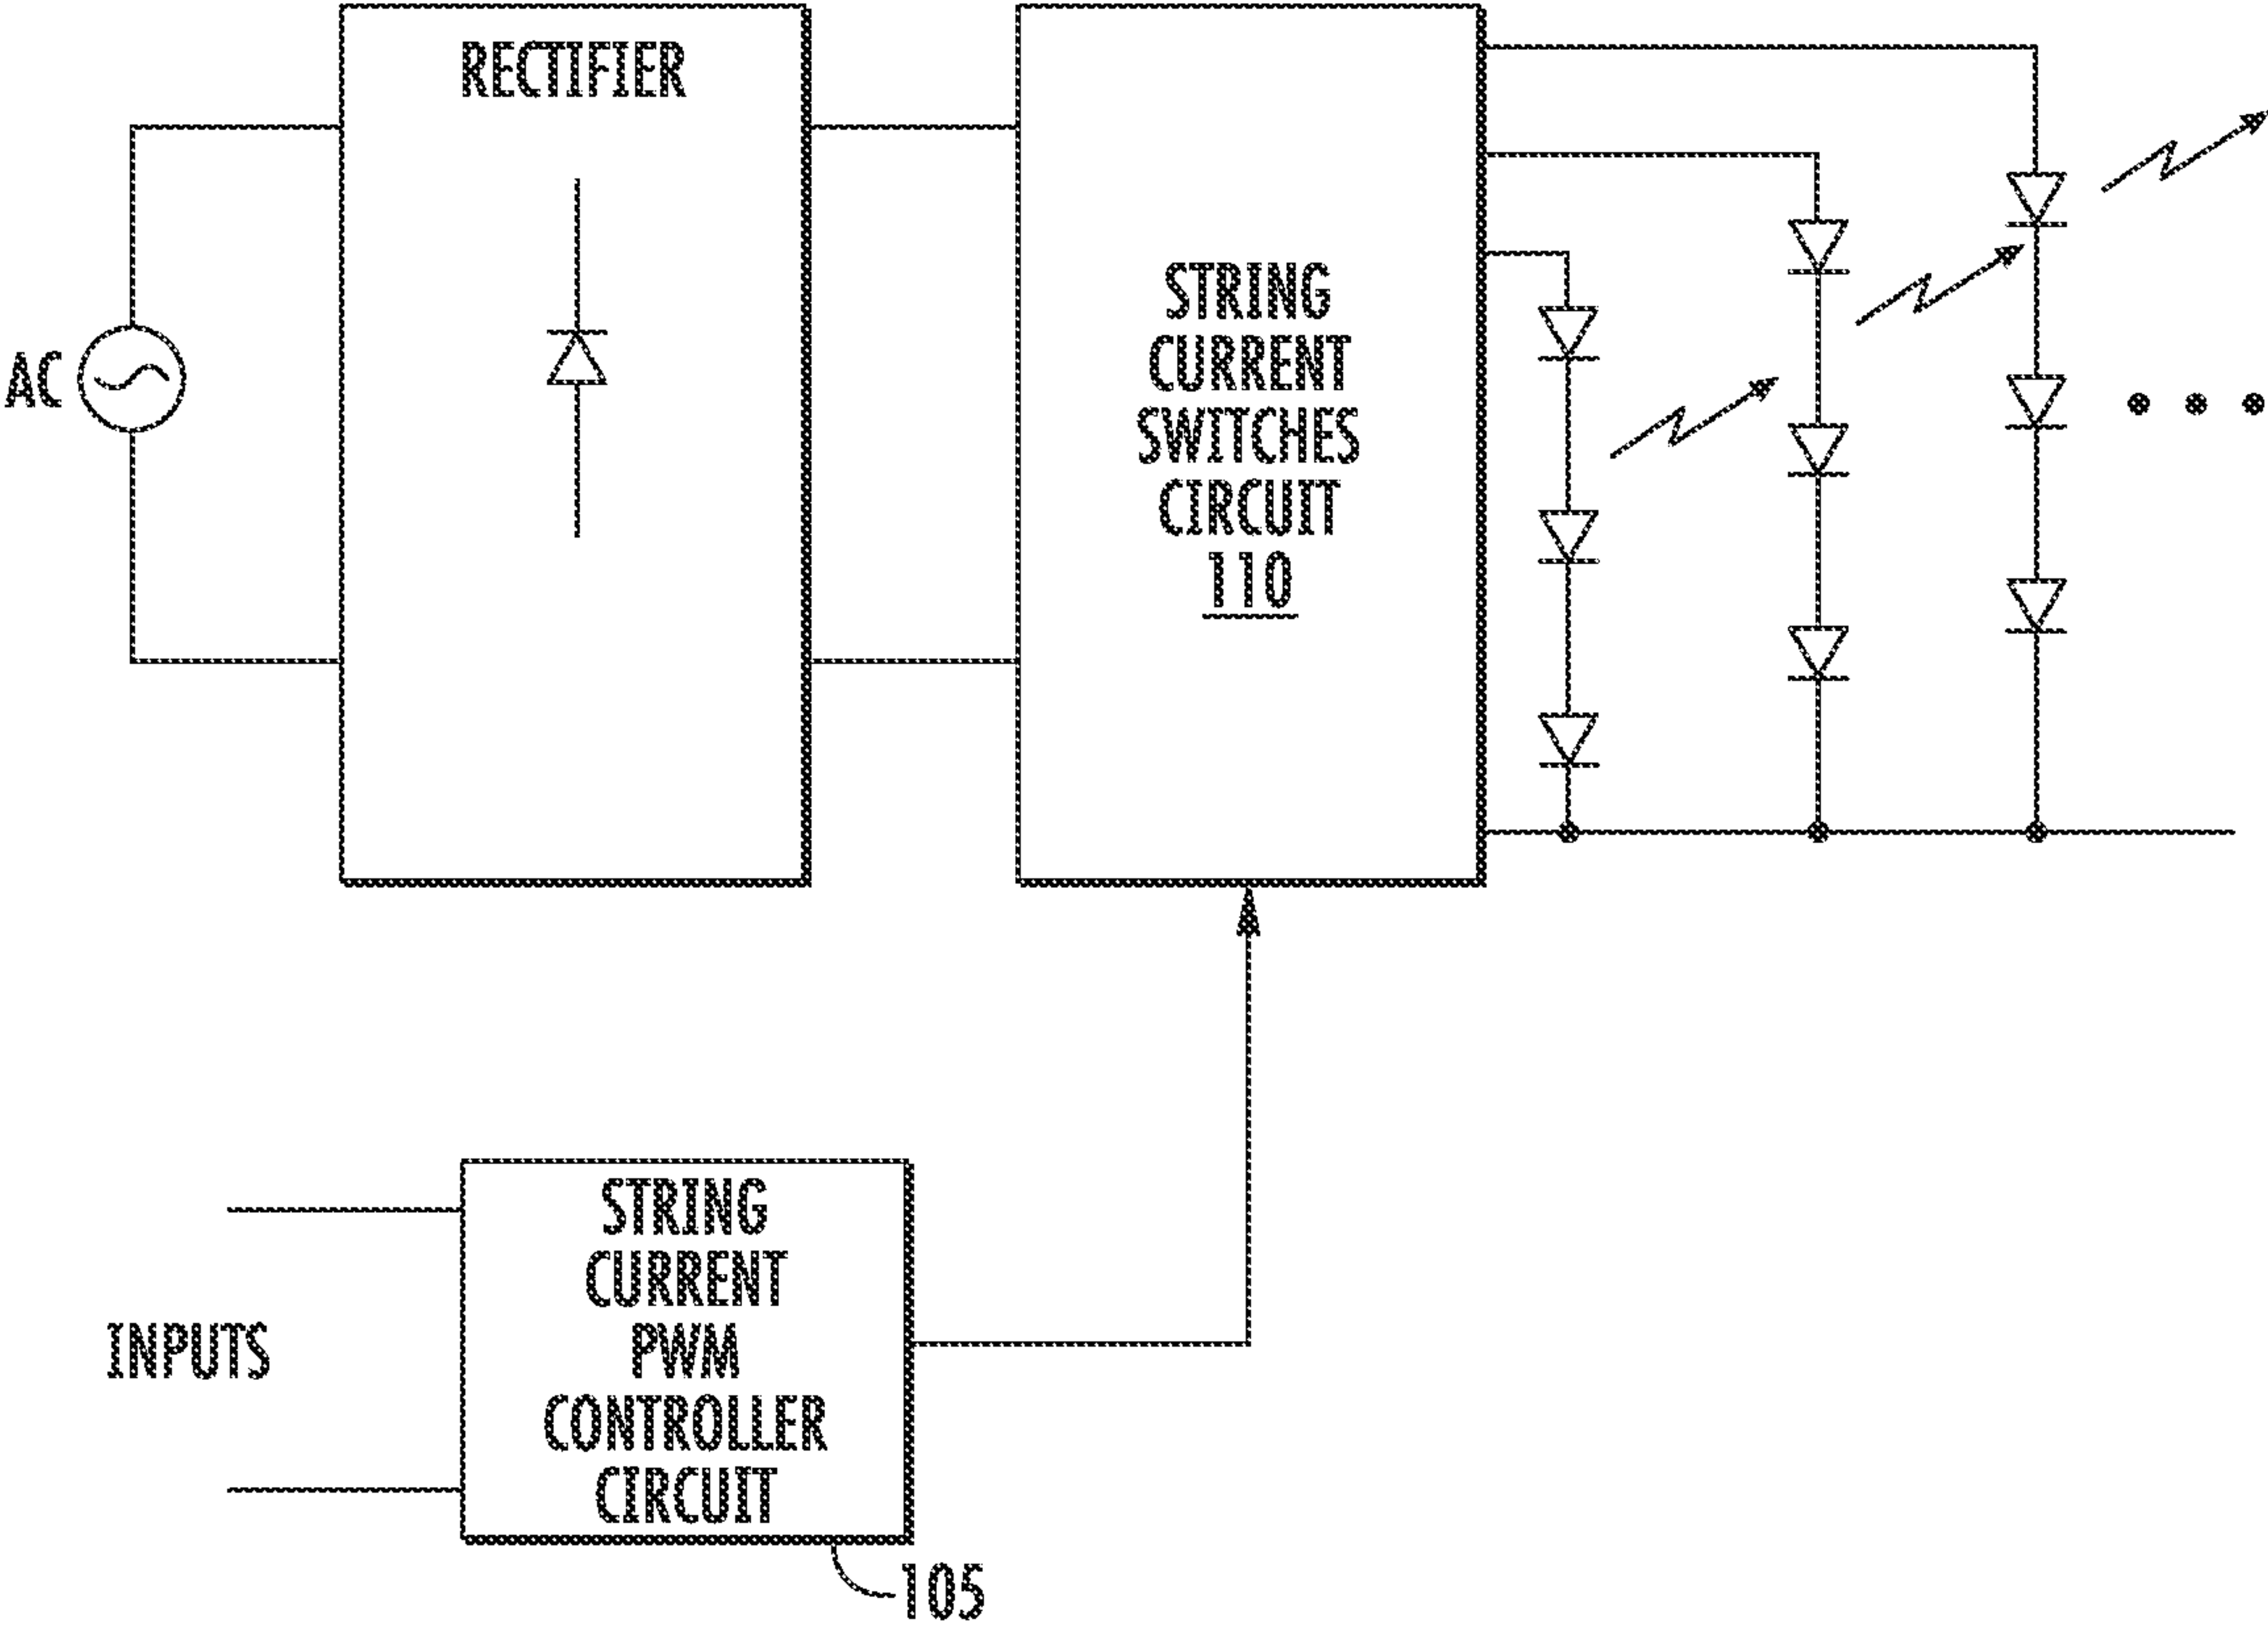 RECTIFIER
AC
STRING
CURRENT
SWITCHES
CIRCUIT
110
INPUTS
STRING
CURRENT
PWM
CONTROLLER
CIRCUIT
105